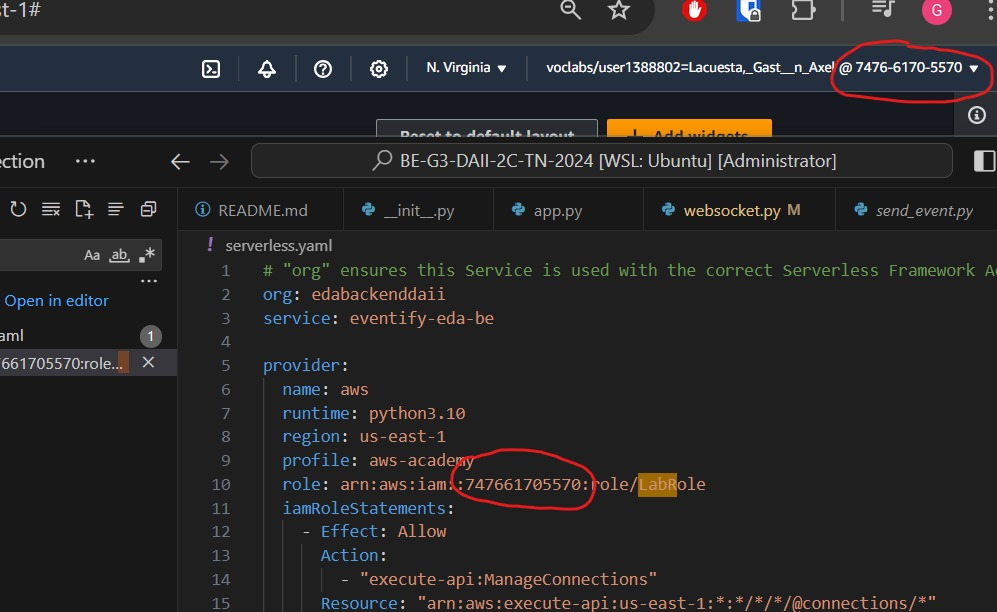 st-1#
G
N. Virginia ▼
voclabs/user1388802=Lacuesta,_Gast__n_Axel @ 7476-6170-5570 ▼
Reset to default layout
+ Add widgets
ection ···
BE-G3-DAII-2C-TN-2024 [WSL: Ubuntu] [Administrator]
README.md
__init__.py
app.py
websocket.py M
send_event.py
Aa ab .*
···
Open in editor
aml 1
661705570:role...
! serverless.yaml
1 # "org" ensures this Service is used with the correct Serverless Framework
2 org: edabackenddaii
3 service: eventify-eda-be
4
5 provider:
6 name: aws
7 runtime: python3.10
8 region: us-east-1
9 profile: aws-academy
10 role: arn:aws:iam::747661705570:role/LabRole
11 iamRoleStatements:
12 - Effect: Allow
13 Action:
14 - "execute-api:ManageConnections"
15 Resource: "arn:aws:execute-api:us-east-1:*:*/*/*/@connections/*"